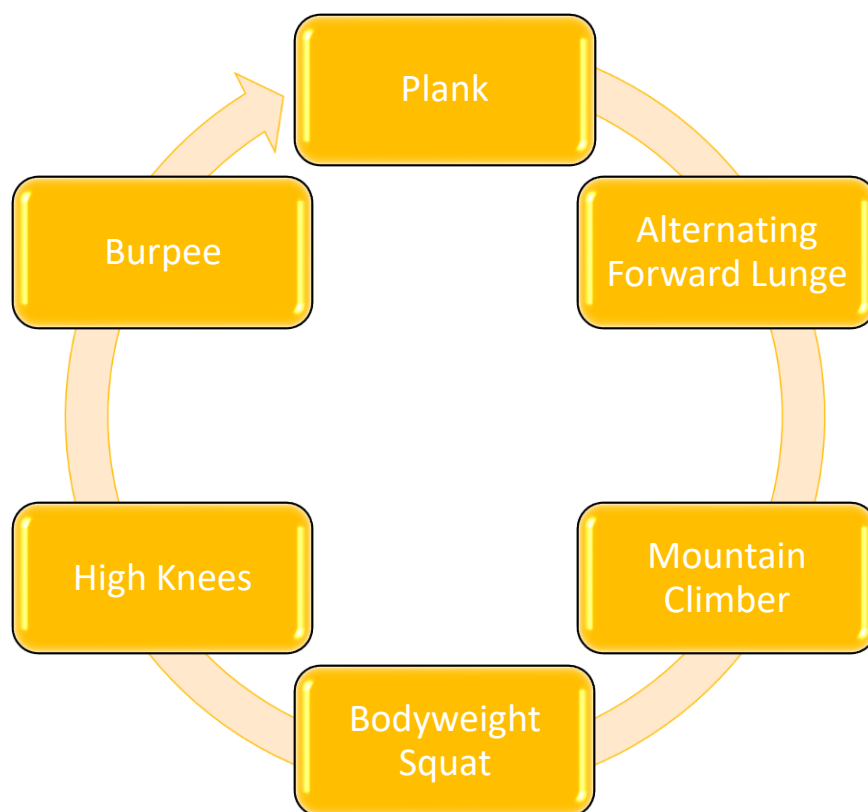 Plank
Alternating
Forward Lunge
Mountain
Climber
Bodyweight
Squat
High Knees
Burpee